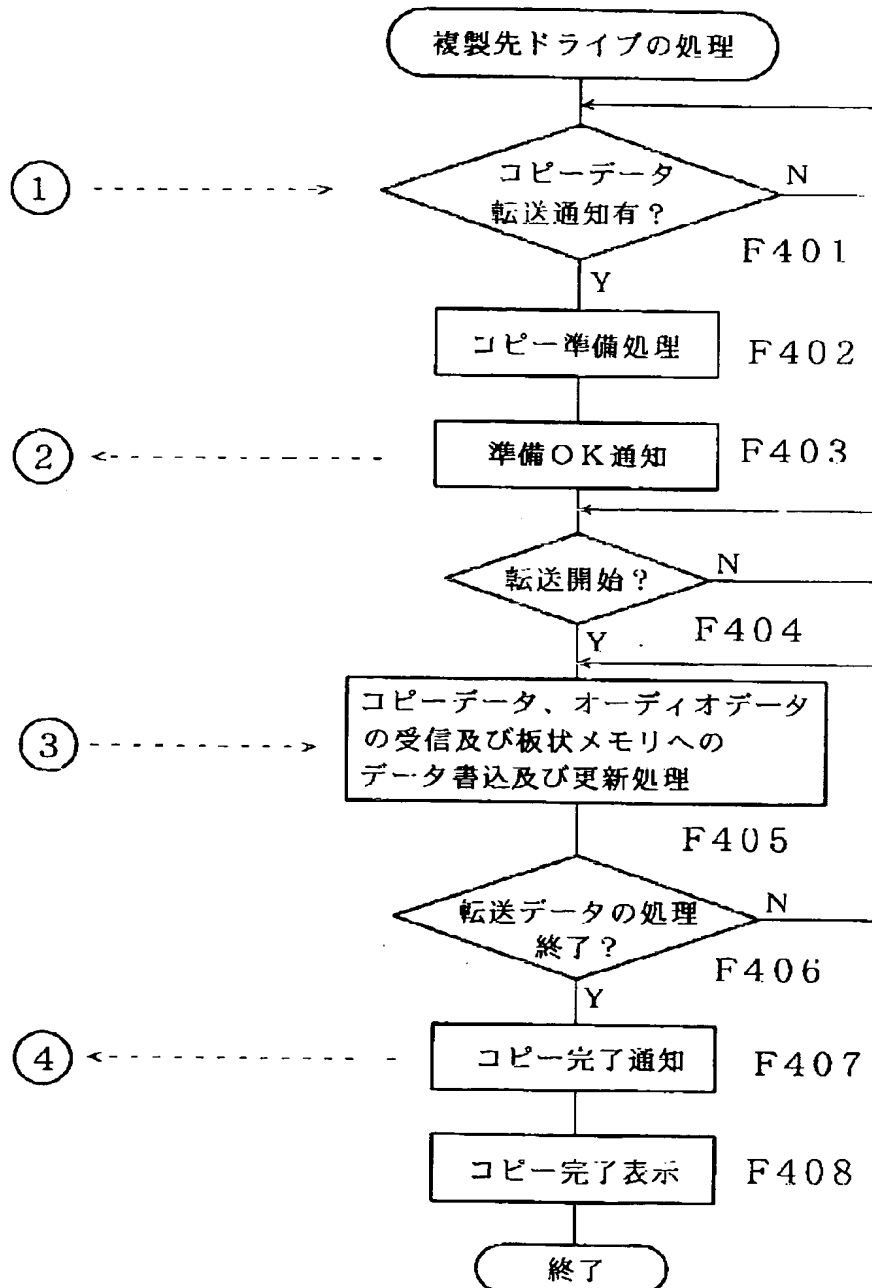 複製先ドライブの処理
コピーデータ
転送通知有？
N
①
F401
Y
コピー準備処理
F402
②
準備OK通知
F403
転送開始？
N
F404
Y
コピーデータ、オーディオデータ
の受信及び板状メモリへの
データ書込及び更新処理
③
F405
転送データの処理
終了？
N
F406
Y
④
コピー完了通知
F407
コピー完了表示
F408
終了